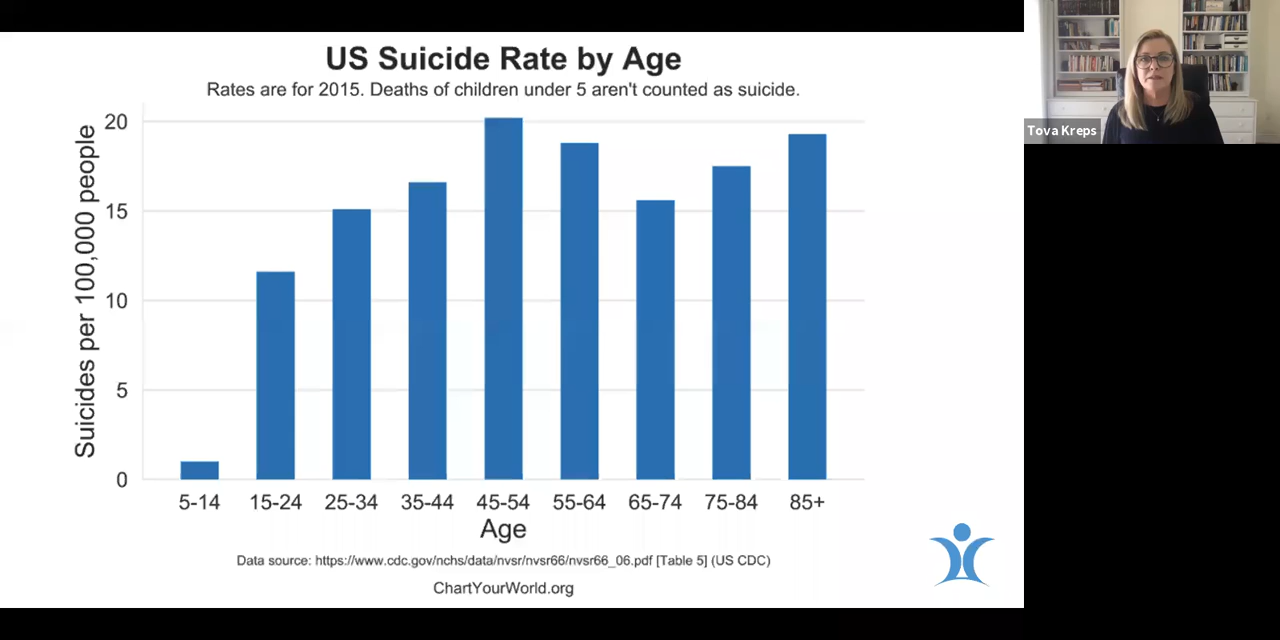 US Suicide Rate by Age
Rates are for 2015. Deaths of children under 5 aren't counted as suicide.
Suicides per 100,000 people
20
15
10
5
0
5-14 15-24 25-34 35-44 45-54 55-64 65-74 75-84 85+
Age
Data source: https://www.cdc.gov/nchs/data/nvsr/nvsr66/nvsr66_06.pdf [Table 5] (US CDC)
ChartYourWorld.org
Tova Kreps